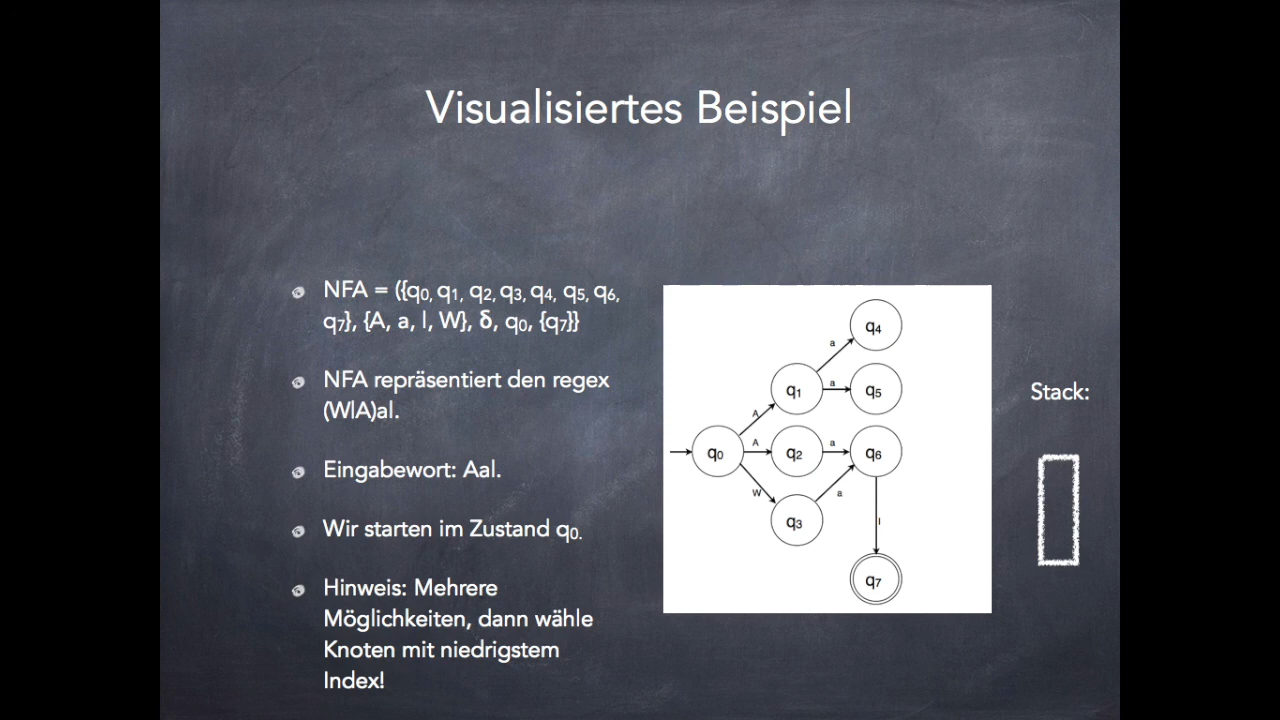 Visualisiertes Beispiel
NFA = ({q0, q1, q2, q3, q4, q5, q6,
q7}, {A, a, l, W}, δ, q0, {q7}}
NFA repräsentiert den regex
(W|A)al.
Eingabewort: Aal.
Wir starten im Zustand q0.
Hinweis: Mehrere
Möglichkeiten, dann wähle
Knoten mit niedrigstem
Index!
q4
a
q1
a
q5
A
q0
A
q2
a
q6
W
a
q3
l
q7
Stack: